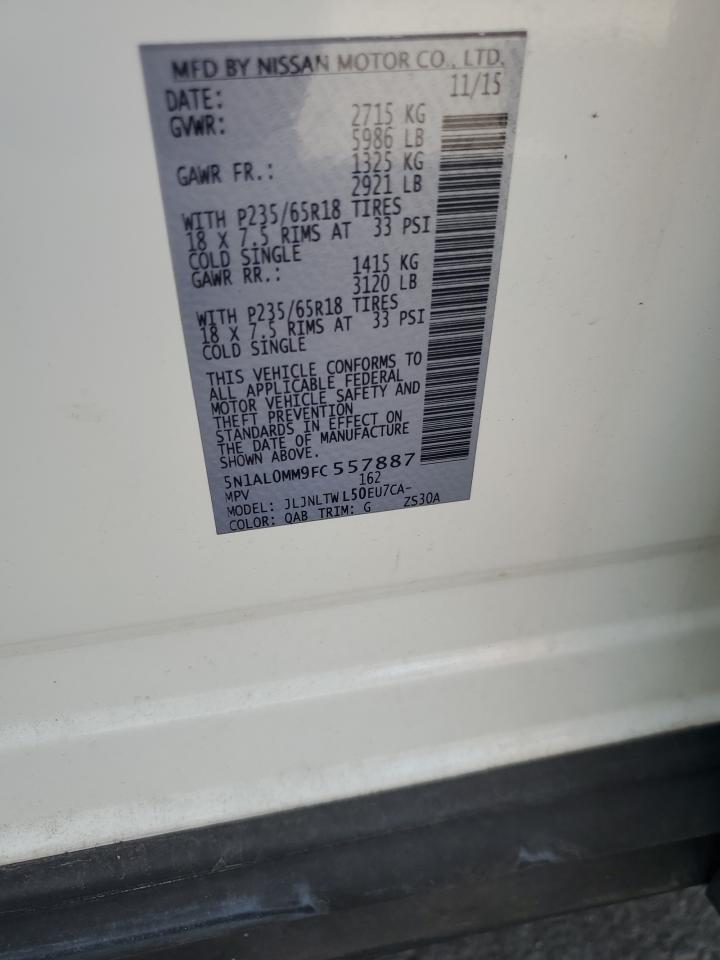 MFD BY NISSAN MOTOR CO., LTD.
DATE: 11/15
GVWR: 2715 KG
5986 LB
GAWR FR.: 1325 KG
2921 LB
WITH P235/65R18 TIRES
18 X 7.5 RIMS AT 33 PSI
COLD SINGLE
GAWR RR.: 1415 KG
3120 LB
WITH P235/65R18 TIRES
18 X 7.5 RIMS AT 33 PSI
COLD SINGLE
THIS VEHICLE CONFORMS TO
ALL APPLICABLE FEDERAL
MOTOR VEHICLE SAFETY AND
THEFT PREVENTION
STANDARDS IN EFFECT ON
THE DATE OF MANUFACTURE
SHOWN ABOVE.
5N1AL0MM9FC 557887
MPV 162
MODEL: JLJNLTW L50EU7CA-
COLOR: QAB TRIM: G ZS30A